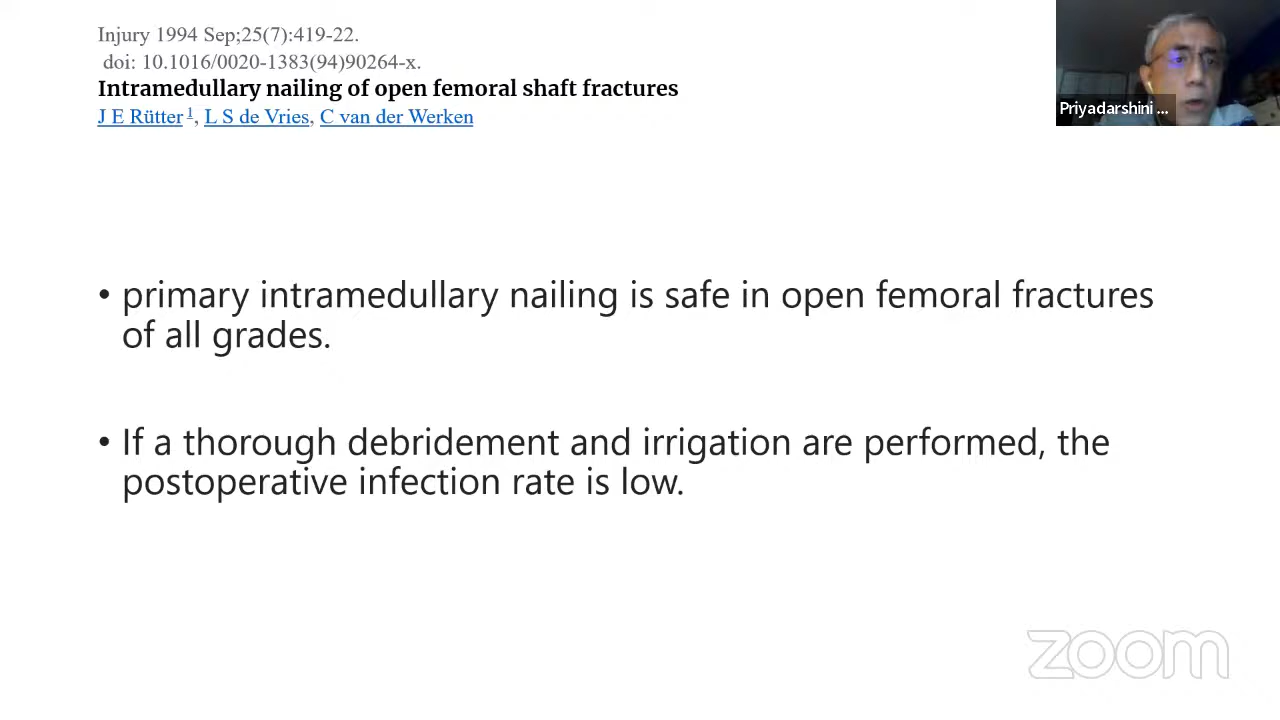 Injury 1994 Sep;25(7):419-22.
doi: 10.1016/0020-1383(94)90264-x.
Intramedullary nailing of open femoral shaft fractures
J E Rütter 1, L S de Vries, C van der Werken
Priyadarshini ...
• primary intramedullary nailing is safe in open femoral fractures
of all grades.
• If a thorough debridement and irrigation are performed, the
postoperative infection rate is low.
zoom